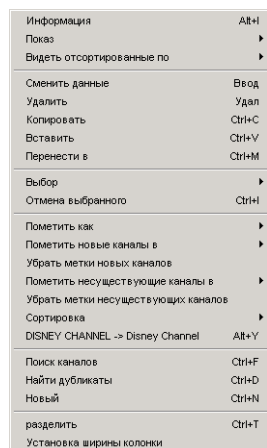 Информация Alt+I
Показ
Видеть отсортированные по
Сменить данные Ввод
Удалить Удал
Копировать Ctrl+C
Вставить Ctrl+V
Перенести в Ctrl+M
Выбор
Отмена выбранного Ctrl+I
Пометить как
Пометить новые каналы в
Убрать метки новых каналов
Пометить несуществующие каналы в
Убрать метки несуществующих каналов
Сортировка
DISNEY CHANNEL -> Disney Channel Alt+Y
Поиск каналов Ctrl+F
Найти дубликаты Ctrl+D
Новый Ctrl+N
разделить Ctrl+T
Установка ширины колонки